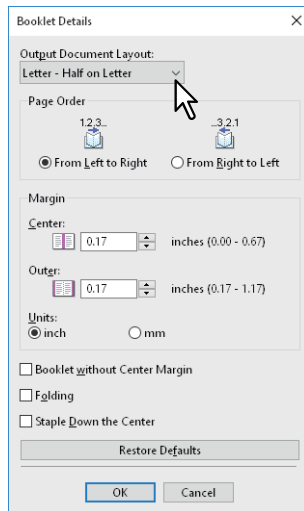 Booklet Details
Output Document Layout:
Letter - Half on Letter
Page Order
1,2,3... ...3,2,1
From Left to Right From Right to Left
Margin
Center:
0.17 inches (0.00 - 0.67)
Outer:
0.17 inches (0.17 - 1.17)
Units:
inch mm
Booklet without Center Margin
Folding
Staple Down the Center
Restore Defaults
OK Cancel